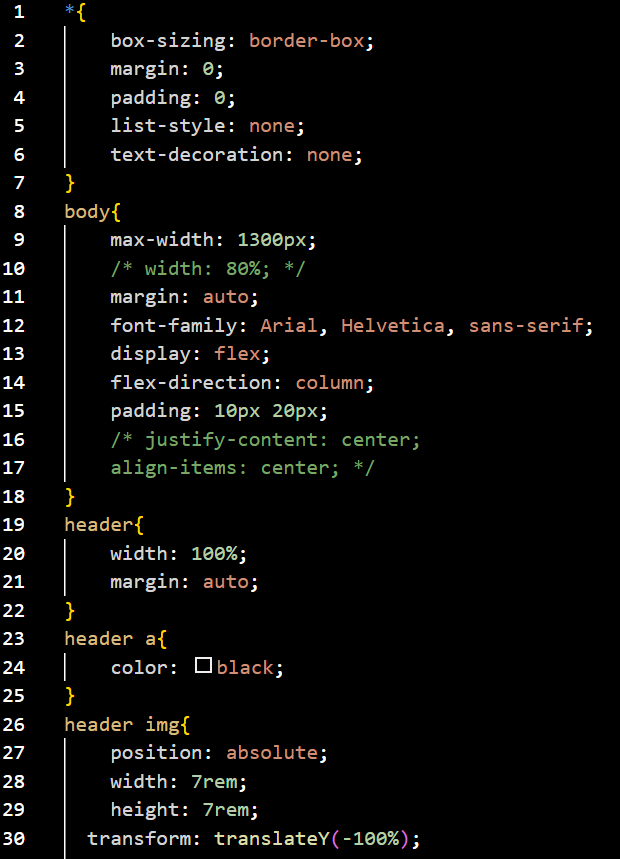 1 *{
2 box-sizing: border-box;
3 margin: 0;
4 padding: 0;
5 list-style: none;
6 text-decoration: none;
7 }
8 body{
9 max-width: 1300px;
10 /* width: 80%; */
11 margin: auto;
12 font-family: Arial, Helvetica, sans-serif;
13 display: flex;
14 flex-direction: column;
15 padding: 10px 20px;
16 /* justify-content: center;
17 align-items: center; */
18 }
19 header{
20 width: 100%;
21 margin: auto;
22 }
23 header a{
24 color: black;
25 }
26 header img{
27 position: absolute;
28 width: 7rem;
29 height: 7rem;
30 transform: translateY(-100%);